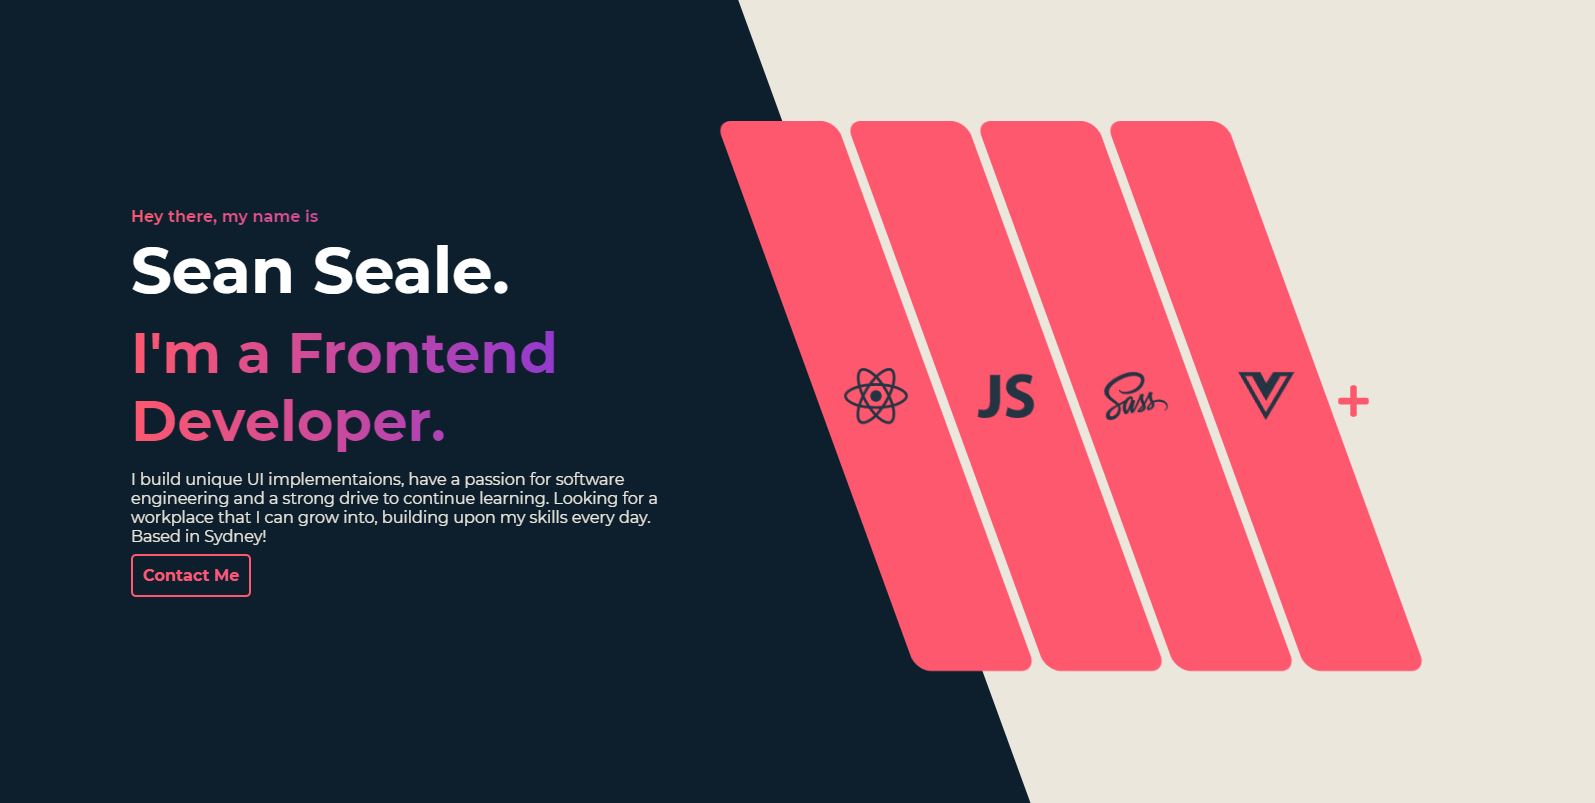 Hey there, my name is
Sean Seale.
I'm a Frontend
Developer.
I build unique UI implementaions, have a passion for software
engineering and a strong drive to continue learning. Looking for a
workplace that I can grow into, building upon my skills every day.
Based in Sydney!
Contact Me
JS
Sass
+